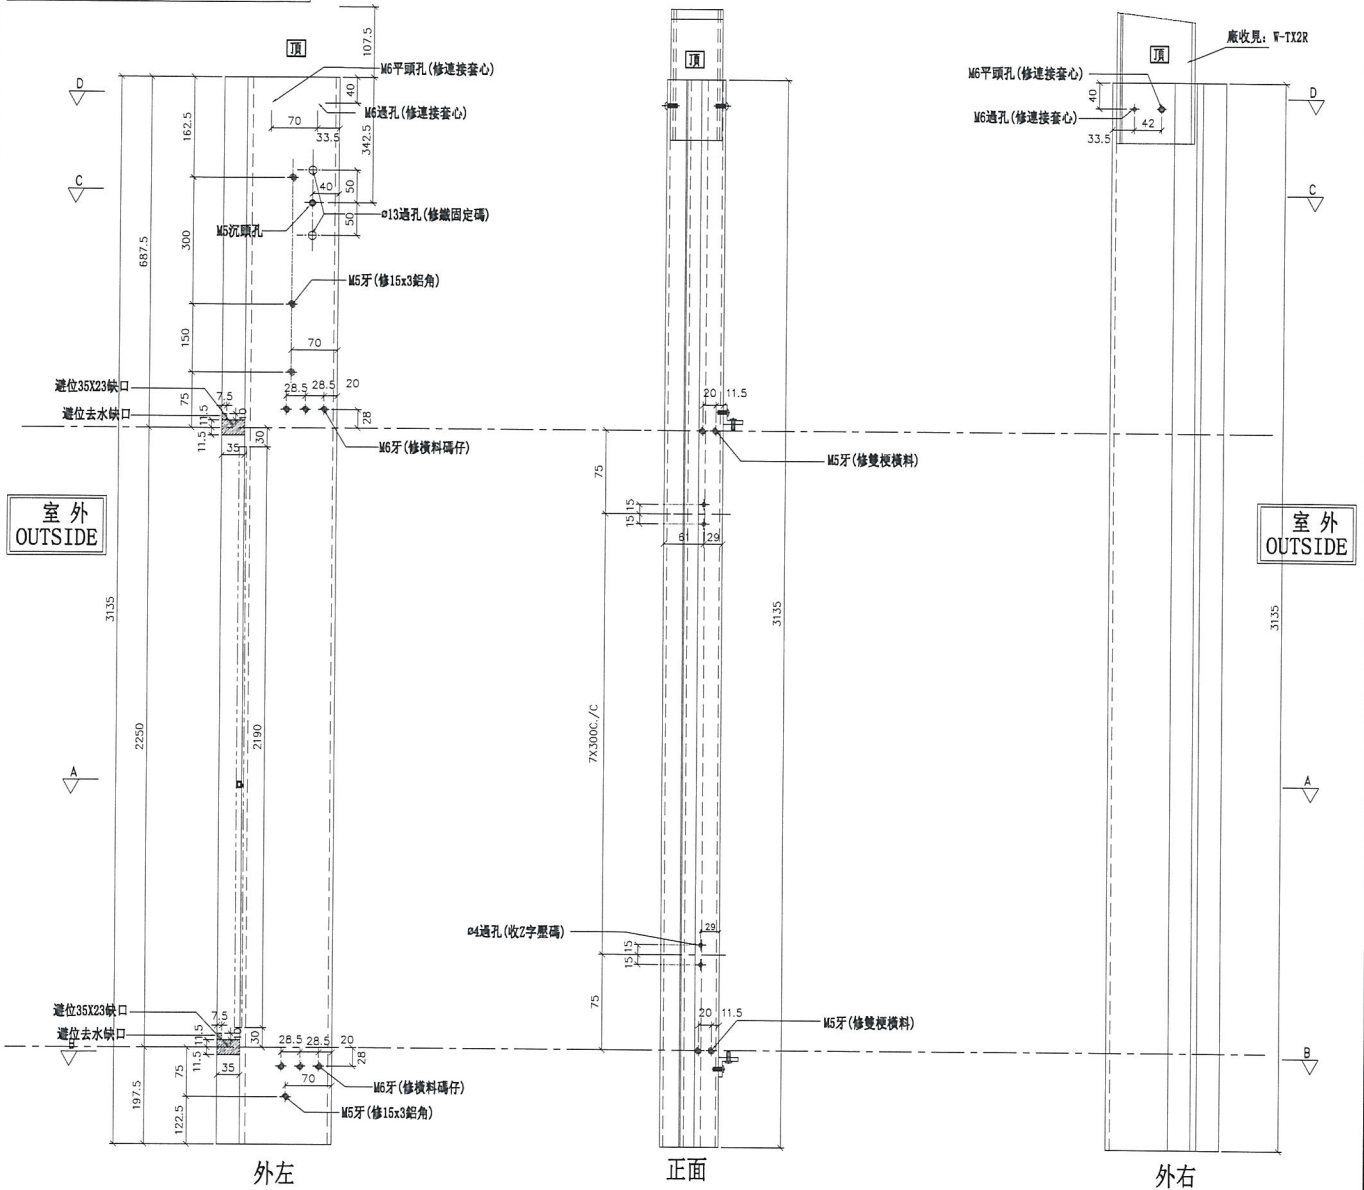 頂
M6平頭孔(修連接套心)
M6過孔(修連接套心)
107.5
40
342.5
70
33.5
D
162.5
C
40
50
50
ø13過孔(修鐵固定碼)
M5沉頭孔
300
687.5
M5牙(修15x3鋁角)
150
70
避位35X23缺口
7.5
75
28.5
28.5
20
避位去水缺口
11.5
11.5
28
30
35
M6牙(修橫料碼仔)
室外
OUTSIDE
3135
2250
2190
A
避位35X23缺口
7.5
避位去水缺口
11.5
11.5
30
28.5
28.5
20
28
35
75
70
M6牙(修橫料碼仔)
M5牙(修15x3鋁角)
197.5
122.5
外左
頂
20
11.5
M5牙(修雙梗橫料)
75
15
15
61
29
3135
7X300C./C
ø4過孔(收Z字壓碼)
29
15
15
75
20
11.5
M5牙(修雙梗橫料)
正面
頂
廠收見: W-TX2R
M6平頭孔(修連接套心)
40
M6過孔(修連接套心)
42
33.5
D
C
室外
OUTSIDE
3135
A
B
外右